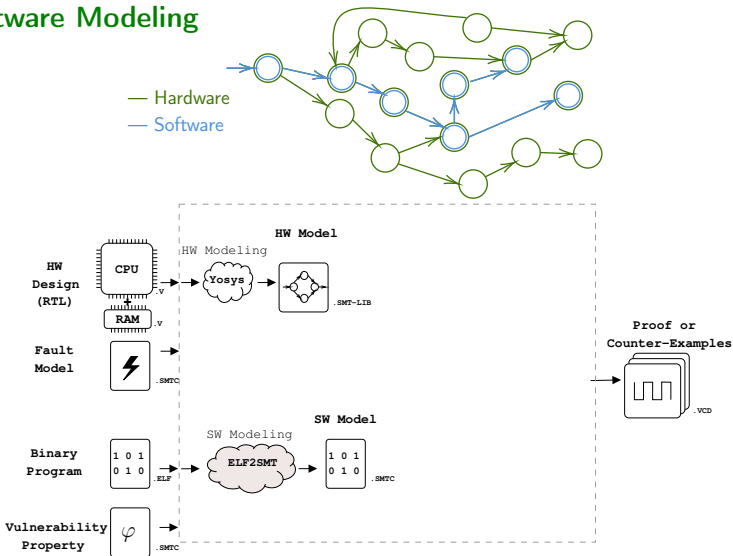 tware Modeling
— Hardware
— Software
HW Model
HW Modeling
HW
Design
(RTL)
CPU
.V
+
RAM
.V
Yosys
.SMT-LIB
Fault
Model
.SMTC
Proof or
Counter-Examples
.VCD
SW Model
SW Modeling
Binary
Program
1 0 1
0 1 0
.ELF
ELF2SMT
1 0 1
0 1 0
.SMTC
Vulnerability
Property
φ
.SMTC